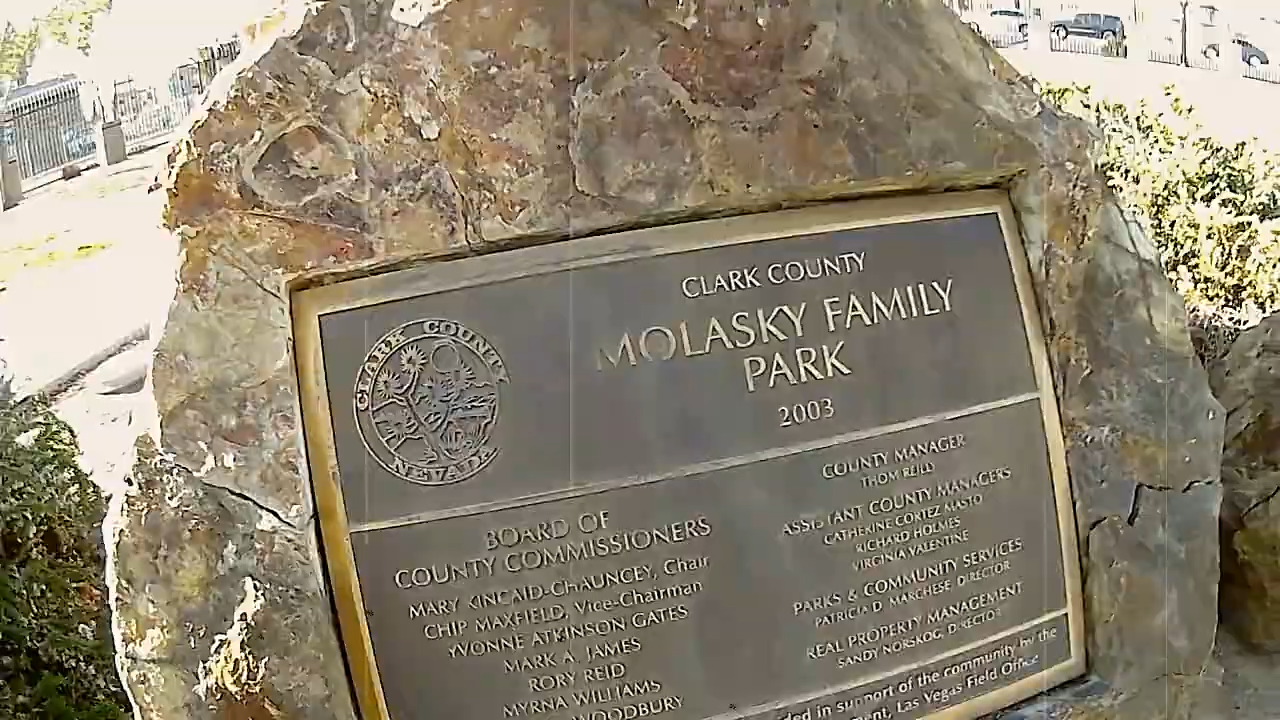 CLARK COUNTY
NEVADA
CLARK COUNTY
MOLASKY FAMILY
PARK
2003
BOARD OF
COUNTY COMMISSIONERS
MARY KINCAID-CHAUNCEY, Chair
CHIP MAXFIELD, Vice-Chairman
YVONNE ATKINSON GATES
MARK A. JAMES
RORY REID
MYRNA WILLIAMS
WOODBURY
COUNTY MANAGER
THOM REILLY
ASSISTANT COUNTY MANAGERS
CATHERINE CORTEZ MASTO
RICHARD HOLMES
VIRGINIA VALENTINE
PARKS & COMMUNITY SERVICES
PATRICIA D. MARCHESE, DIRECTOR
REAL PROPERTY MANAGEMENT
SANDY NORSKOG, DIRECTOR
in support of the community by the
Las Vegas Field Office